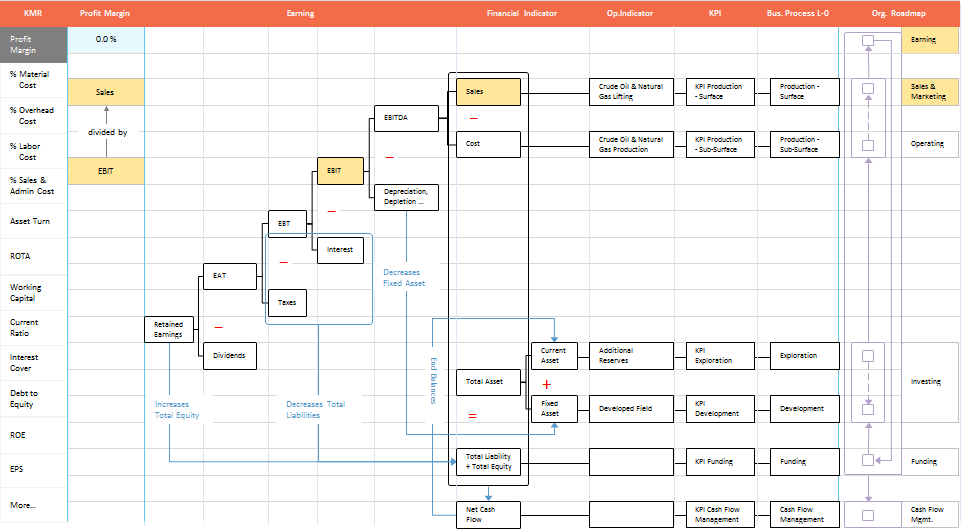 KMR
Profit Margin
Earning
Financial Indicator
Op.Indicator
KPI
Bus. Process L-0
Org. Roadmap
Profit
Margin
% Material
Cost
% Overhead
Cost
% Labor
Cost
% Sales &
Admin Cost
Asset Turn
ROTA
Working
Capital
Current
Ratio
Interest
Cover
Debt to
Equity
ROE
EPS
More...
0.0 %
Sales
divided by
EBIT
Retained
Earnings
EAT
–
Dividends
EBT
–
Taxes
EBIT
–
Interest
EBITDA
–
Depreciation,
Depletion ...
Increases
Total Equity
Decreases Total
Liabilities
Decreases
Fixed Asset
End Balances
Sales
–
Cost
Total Asset
=
Current
Asset
+
Fixed
Asset
Total Liability
+ Total Equity
Net Cash
Flow
Crude Oil & Natural
Gas Lifting
Crude Oil & Natural
Gas Production
Additional
Reserves
Developed Field
KPI Production
- Surface
KPI Production
- Sub-Surface
KPI
Exploration
KPI
Development
KPI Funding
KPI Cash Flow
Management
Production -
Surface
Production -
Sub-Surface
Exploration
Development
Funding
Cash Flow
Management
Earning
Sales &
Marketing
Operating
Investing
Funding
Cash Flow
Mgmt.